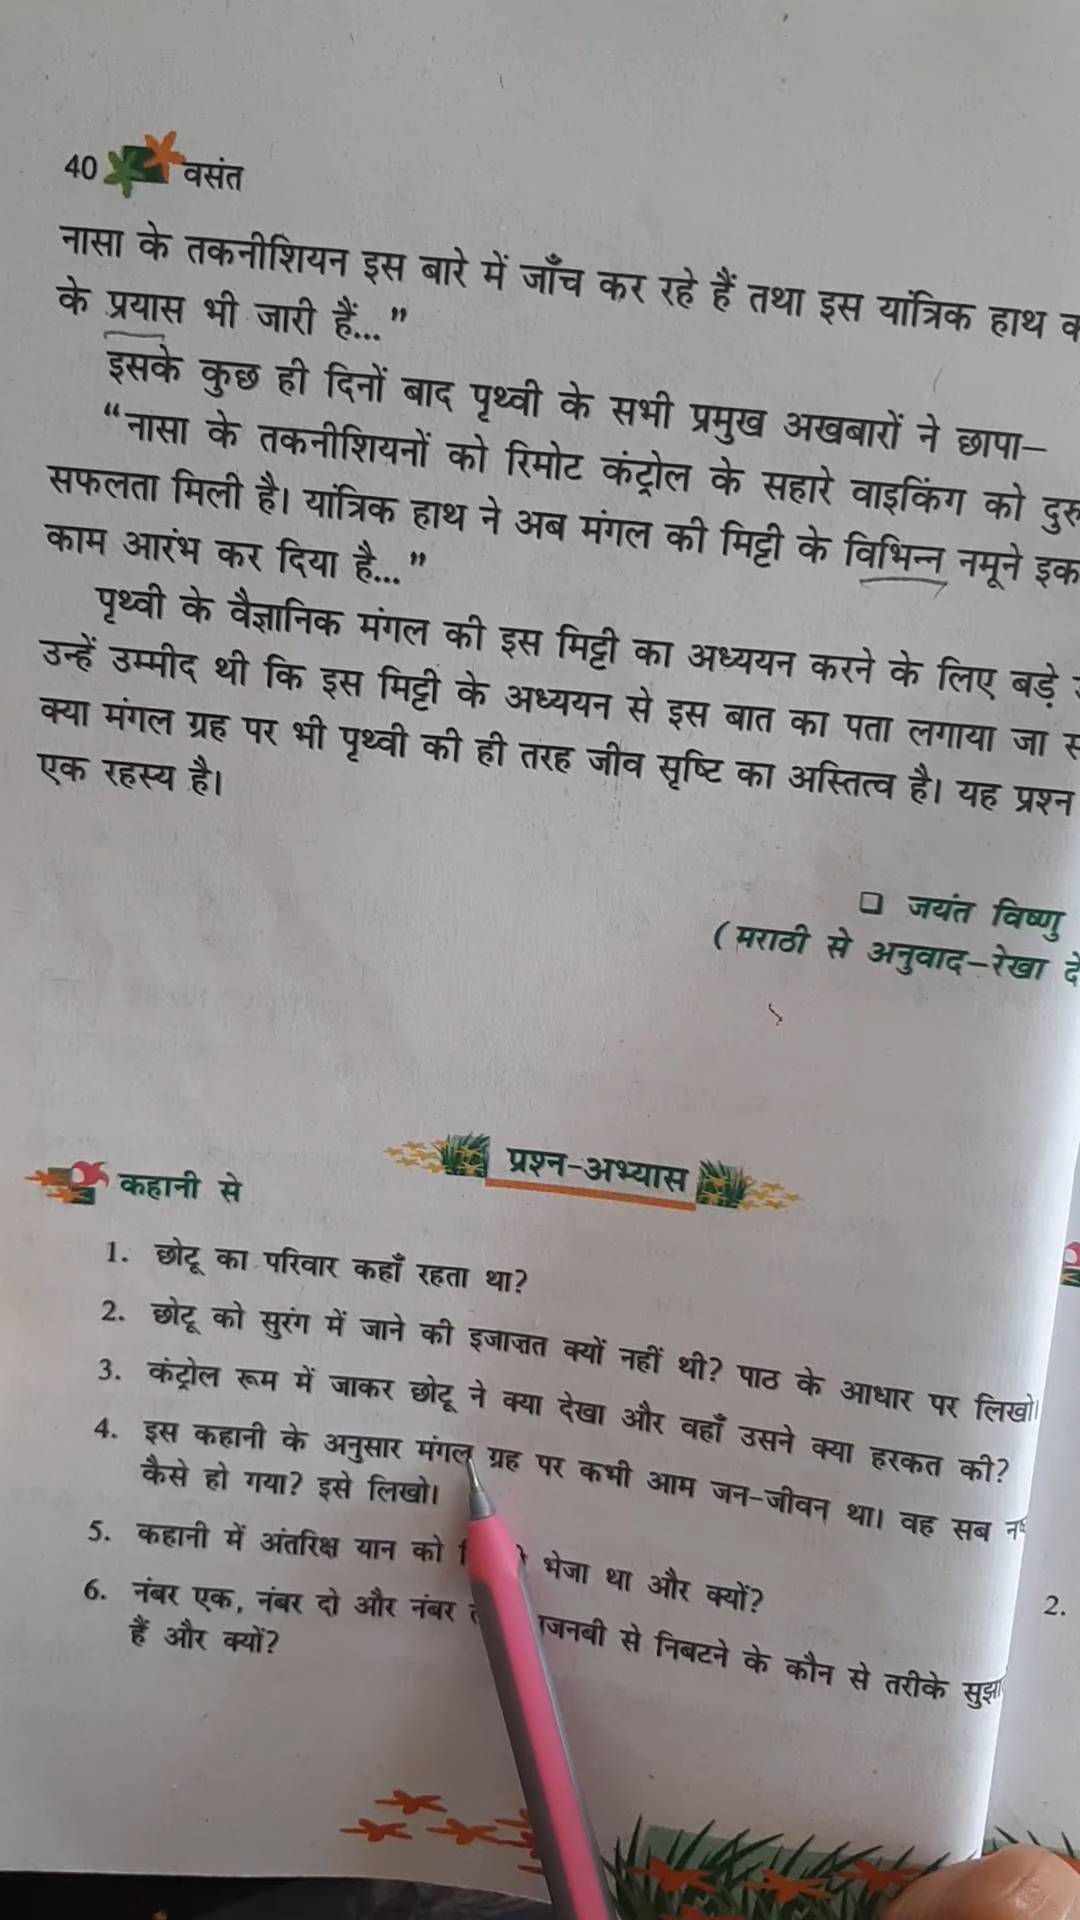 40 वसंत
नासा के तकनीशियन इस बारे में जाँच कर रहे हैं तथा इस यांत्रिक हाथ
के प्रयास भी जारी हैं..."
इसके कुछ ही दिनों बाद पृथ्वी के सभी प्रमुख अखबारों ने छापा–
"नासा के तकनीशियनों को रिमोट कंट्रोल के सहारे वाइकिंग को
सफलता मिली है। यांत्रिक हाथ ने अब मंगल की मिट्टी के विभिन्न नमूने
काम आरंभ कर दिया है..."
पृथ्वी के वैज्ञानिक मंगल की इस मिट्टी का अध्ययन करने के लिए बड़े
उन्हें उम्मीद थी कि इस मिट्टी के अध्ययन से इस बात का पता लगाया जा
क्या मंगल ग्रह पर भी पृथ्वी की ही तरह जीव सृष्टि का अस्तित्व है। यह प्रश्न
एक रहस्य है।
❑ जयंत विष्णु
(मराठी से अनुवाद–रेखा
प्रश्न-अभ्यास
कहानी से
1. छोटू का परिवार कहाँ रहता था?
2. छोटू को सुरंग में जाने की इजाज़त क्यों नहीं थी? पाठ के आधार पर लिखो।
3. कंट्रोल रूम में जाकर छोटू ने क्या देखा और वहाँ उसने क्या हरकत की?
4. इस कहानी के अनुसार मंगल ग्रह पर कभी आम जन-जीवन था। वह सब
कैसे हो गया? इसे लिखो।
5. कहानी में अंतरिक्ष यान को भेजा था और क्यों?
6. नंबर एक, नंबर दो और नंबर से निबटने के कौन से तरीके
हैं और क्यों?
2.